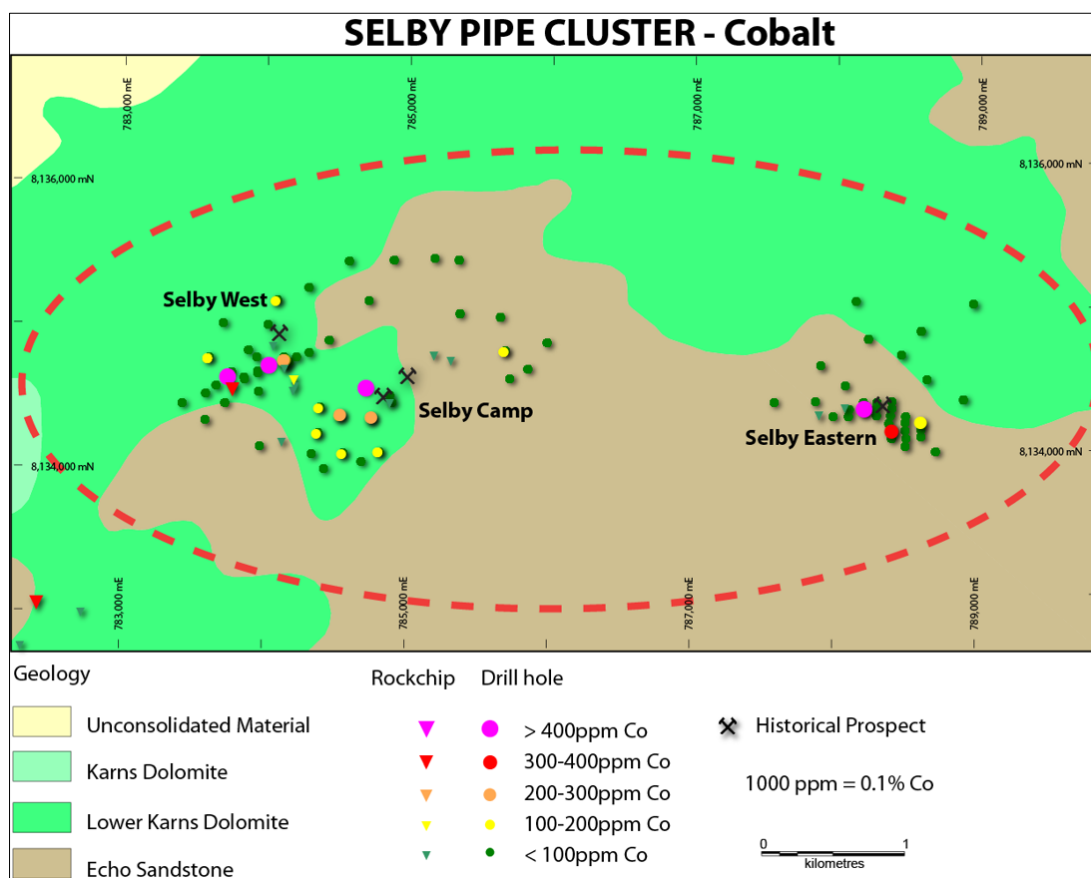 SELBY PIPE CLUSTER - Cobalt
783,000 mE
785,000 mE
787,000 mE
789,000 mE
8,136,000 mN
8,136,000 mN
Selby West
Selby Camp
Selby Eastern
8,134,000 mN
8,134,000 mN
783,000 mE
785,000 mE
787,000 mE
789,000 mE
Geology
Unconsolidated Material
Karns Dolomite
Lower Karns Dolomite
Echo Sandstone
Rockchip Drill hole
> 400ppm Co
300-400ppm Co
200-300ppm Co
100-200ppm Co
< 100ppm Co
Historical Prospect
1000 ppm = 0.1% Co
0 1
kilometres